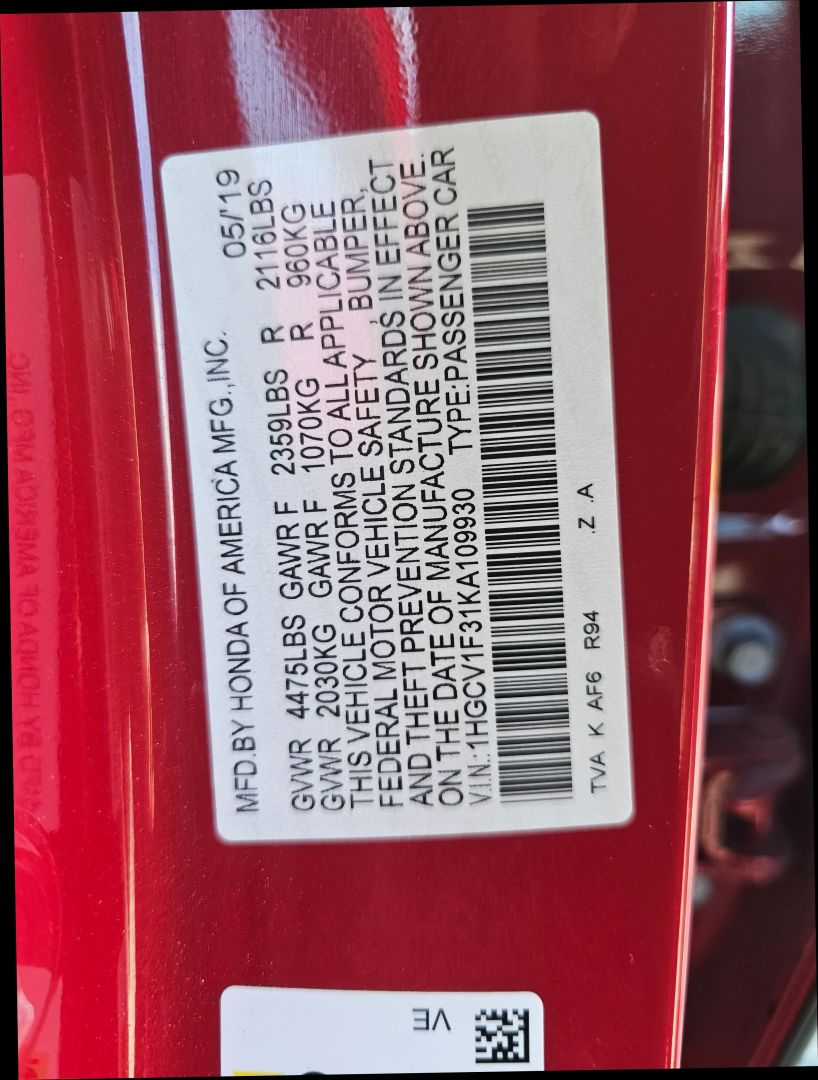 MFD.BY HONDA OF AMERICA MFG.,INC. 05/'19
GVWR 4475LBS GAWR F 2359LBS R 2116LBS
GVWR 2030KG GAWR F 1070KG R 960KG
THIS VEHICLE CONFORMS TO ALL APPLICABLE
FEDERAL MOTOR VEHICLE SAFETY , BUMPER,
AND THEFT PREVENTION STANDARDS IN EFFECT
ON THE DATE OF MANUFACTURE SHOWN ABOVE.
V.I.N.:1HGCV1F31KA109930 TYPE:PASSENGER CAR
TVA K AF6 R94 .Z .A
VE